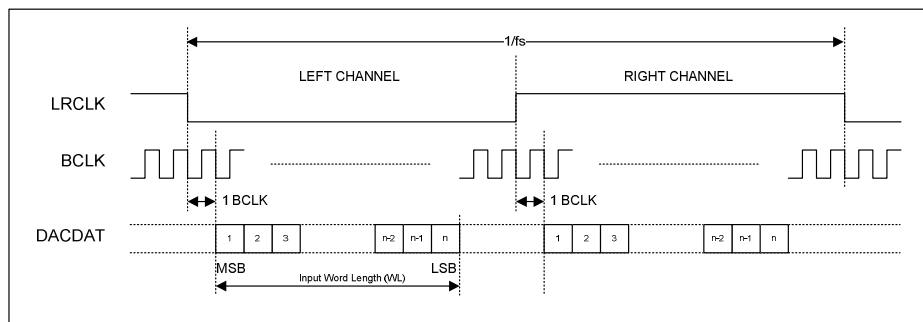 1/fs
LEFT CHANNEL RIGHT CHANNEL
LRCLK
BCLK
1 BCLK 1 BCLK
DACDAT 1 2 3 n-2 n-1 n 1 2 3 n-2 n-1 n
MSB LSB
Input Word Length (WL)